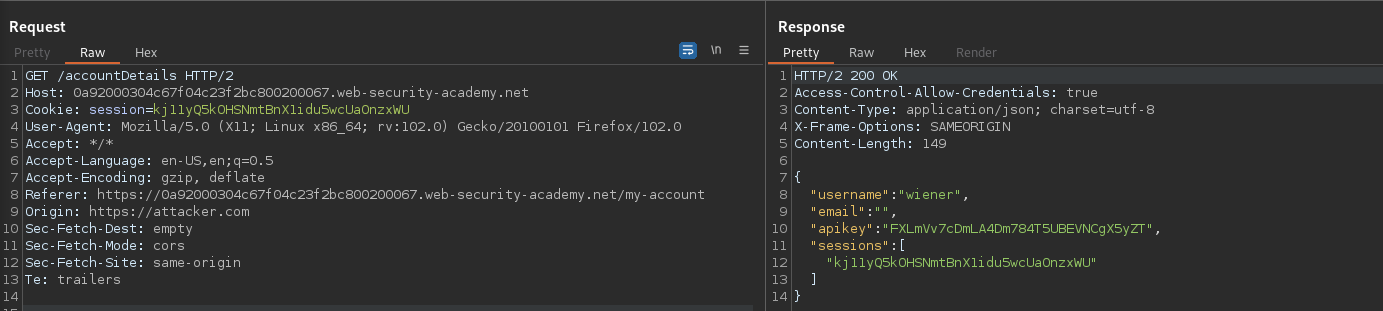 Request
Pretty Raw Hex \n
1 GET /accountDetails HTTP/2
2 Host: 0a92000304c67f04c23f2bc800200067.web-security-academy.net
3 Cookie: session=kj11yQ5kOHSNmtBnX1idu5wcUaOnzxWU
4 User-Agent: Mozilla/5.0 (X11; Linux x86_64; rv:102.0) Gecko/20100101 Firefox/102.0
5 Accept: */*
6 Accept-Language: en-US,en;q=0.5
7 Accept-Encoding: gzip, deflate
8 Referer: https://0a92000304c67f04c23f2bc800200067.web-security-academy.net/my-account
9 Origin: https://attacker.com
10 Sec-Fetch-Dest: empty
11 Sec-Fetch-Mode: cors
12 Sec-Fetch-Site: same-origin
13 Te: trailers
14
Response
Pretty Raw Hex Render
1 HTTP/2 200 OK
2 Access-Control-Allow-Credentials: true
3 Content-Type: application/json; charset=utf-8
4 X-Frame-Options: SAMEORIGIN
5 Content-Length: 149
6
7 {
8 "username":"wiener",
9 "email":"",
10 "apikey":"FXLmVv7cDmLA4Dm784T5UBEVNCgX5yZT",
11 "sessions":[
12 "kj11yQ5kOHSNmtBnX1idu5wcUaOnzxWU"
13 ]
14 }